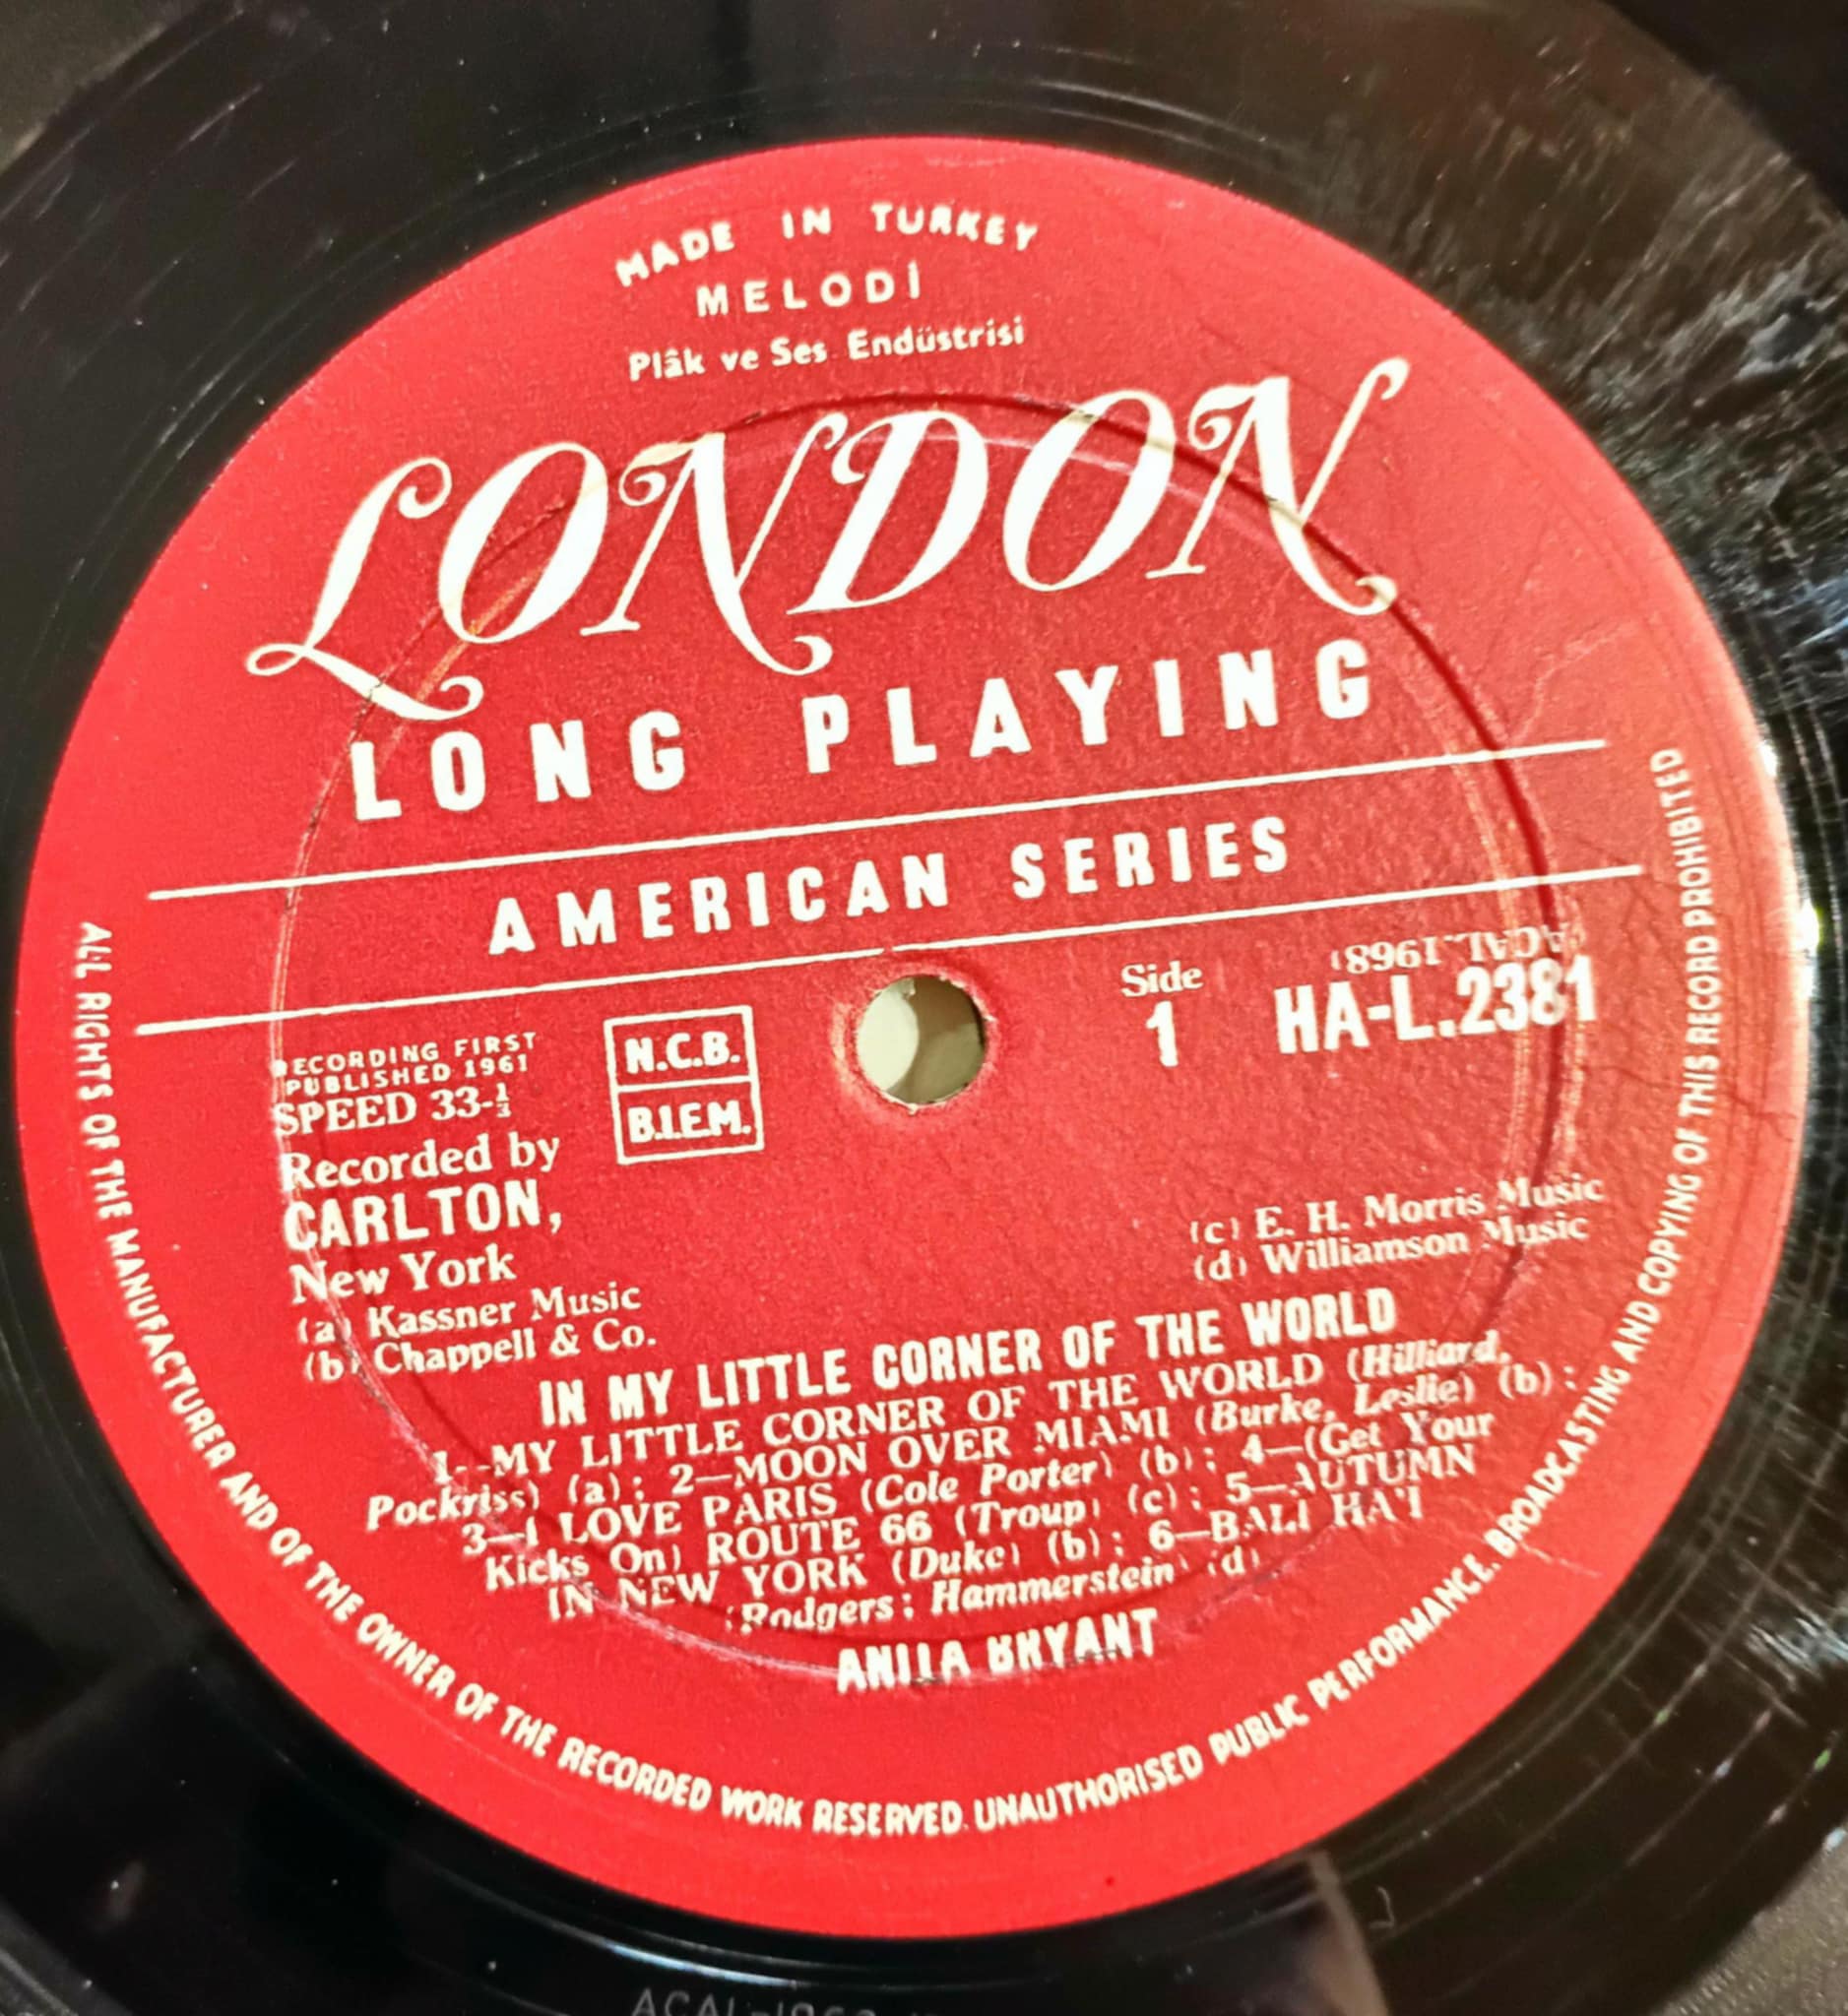 MADE IN TURKEY
MELODİ
Plâk ve Ses Endüstrisi
LONDON
LONG PLAYING
AMERICAN SERIES
RECORDING FIRST
PUBLISHED 1961
SPEED 33-⅓
N.C.B.
B.I.E.M.
Side
1
(ACAL.1968)
HA-L.2381
Recorded by
CARLTON,
New York
(a) Kassner Music
(b) Chappell & Co.
(c) E. H. Morris Music
(d) Williamson Music
IN MY LITTLE CORNER OF THE WORLD
1--MY LITTLE CORNER OF THE WORLD (Hilliard,
Pockriss) (a); 2—MOON OVER MIAMI (Burke, Leslie) (b);
3—I LOVE PARIS (Cole Porter) (b); 4—(Get Your
Kicks On) ROUTE 66 (Troup) (c); 5—AUTUMN
IN NEW YORK (Duke) (b); 6—BALI HA'I
(Rodgers; Hammerstein) (d)
ANITA BRYANT
ALL RIGHTS OF THE MANUFACTURER AND OF THE OWNER OF THE RECORDED WORK RESERVED. UNAUTHORISED PUBLIC PERFORMANCE. BROADCASTING AND COPYING OF THIS RECORD PROHIBITED